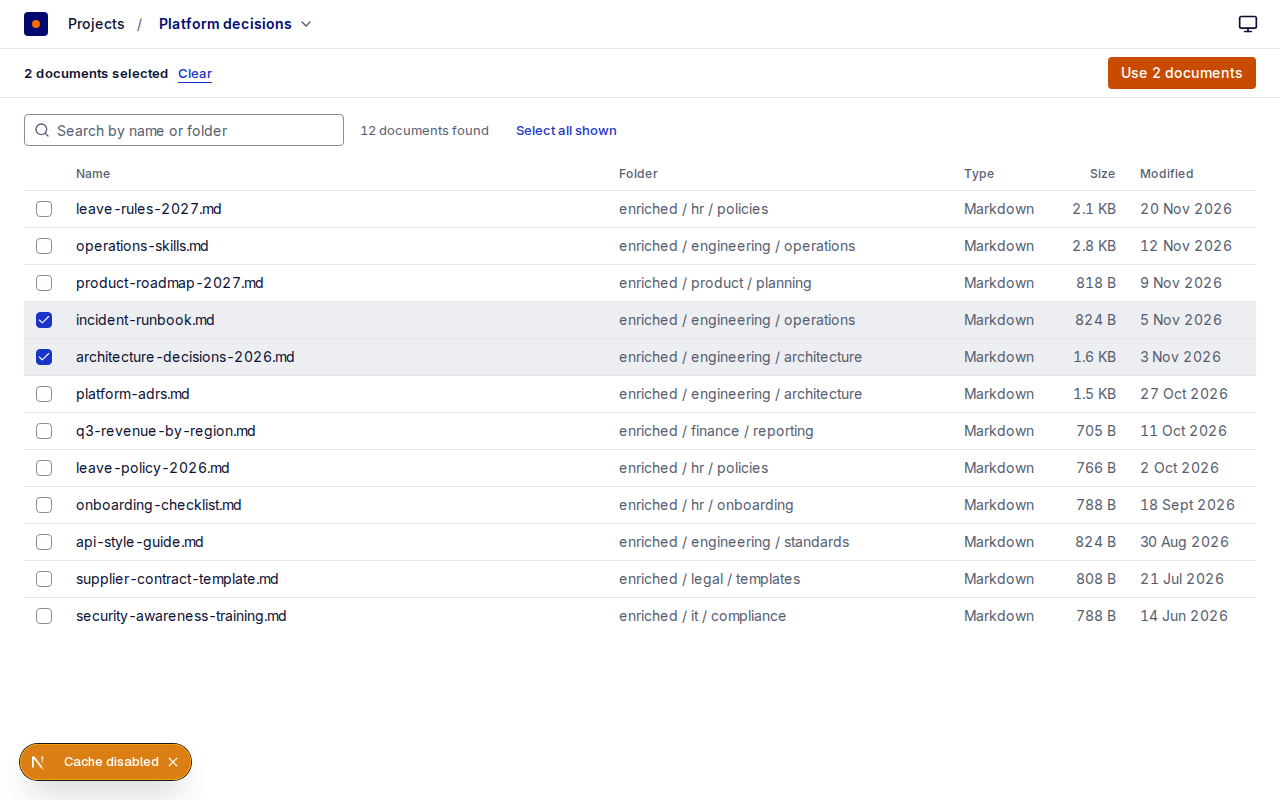 Projects / Platform decisions
2 documents selected Clear Use 2 documents
Search by name or folder 12 documents found Select all shown
Name Folder Type Size Modified
leave-rules-2027.md enriched / hr / policies Markdown 2.1 KB 20 Nov 2026
operations-skills.md enriched / engineering / operations Markdown 2.8 KB 12 Nov 2026
product-roadmap-2027.md enriched / product / planning Markdown 818 B 9 Nov 2026
incident-runbook.md enriched / engineering / operations Markdown 824 B 5 Nov 2026
architecture-decisions-2026.md enriched / engineering / architecture Markdown 1.6 KB 3 Nov 2026
platform-adrs.md enriched / engineering / architecture Markdown 1.5 KB 27 Oct 2026
q3-revenue-by-region.md enriched / finance / reporting Markdown 705 B 11 Oct 2026
leave-policy-2026.md enriched / hr / policies Markdown 766 B 2 Oct 2026
onboarding-checklist.md enriched / hr / onboarding Markdown 788 B 18 Sept 2026
api-style-guide.md enriched / engineering / standards Markdown 824 B 30 Aug 2026
supplier-contract-template.md enriched / legal / templates Markdown 808 B 21 Jul 2026
security-awareness-training.md enriched / it / compliance Markdown 788 B 14 Jun 2026
Cache disabled